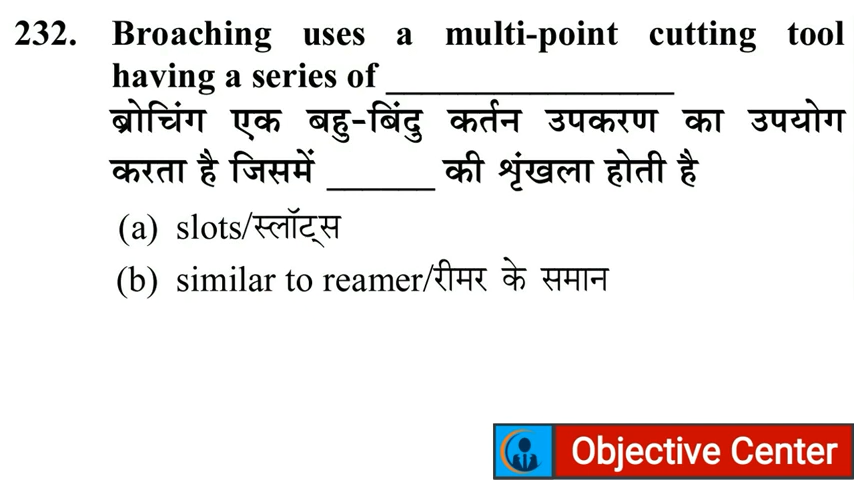 232. Broaching uses a multi-point cutting tool
having a series of ________________
ब्रोचिंग एक बहु-बिंदु कर्तन उपकरण का उपयोग
करता है जिसमें ______ की श्रृंखला होती है
(a) slots/स्लॉट्स
(b) similar to reamer/रीमर के समान
Objective Center